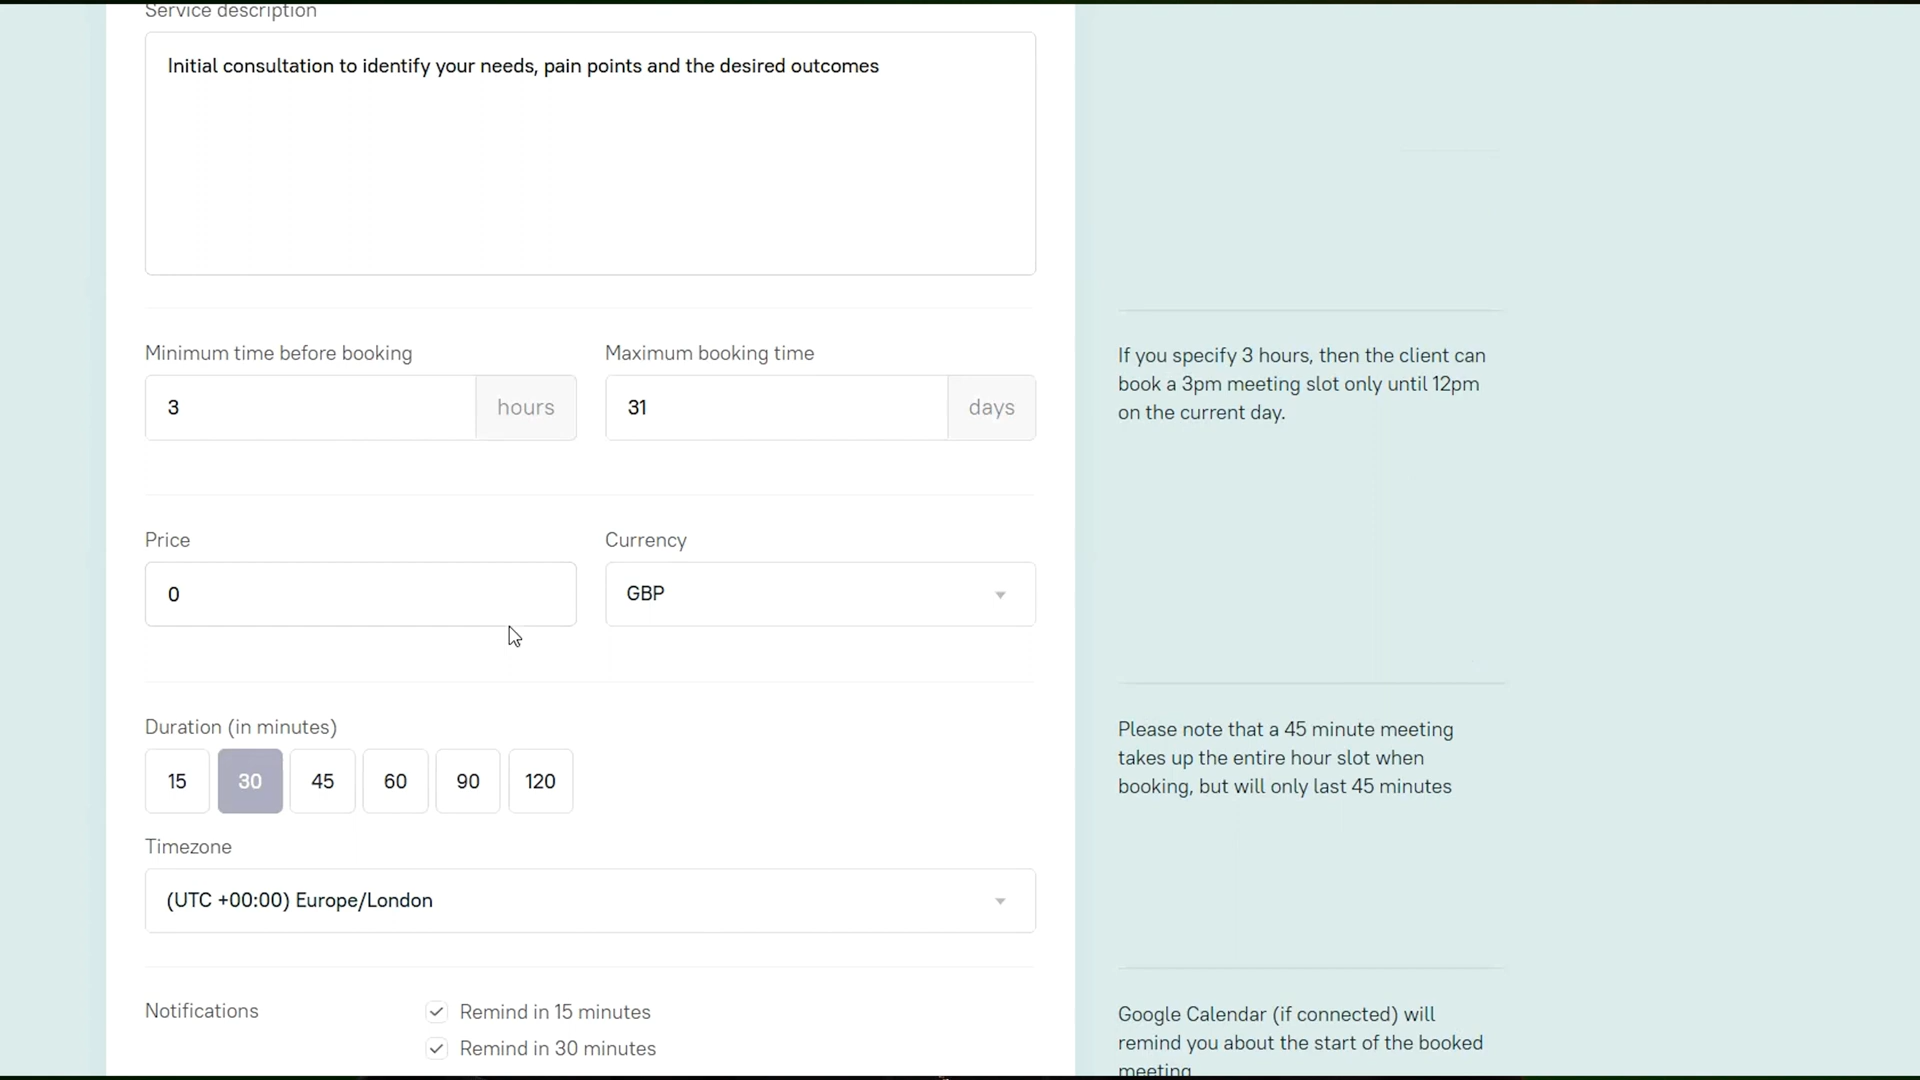 Service description
Initial consultation to identify your needs, pain points and the desired outcomes
Minimum time before booking
3 hours
Maximum booking time
31 days
If you specify 3 hours, then the client can
book a 3pm meeting slot only until 12pm
on the current day.
Price
0
Currency
GBP
Duration (in minutes)
15 30 45 60 90 120
Please note that a 45 minute meeting
takes up the entire hour slot when
booking, but will only last 45 minutes
Timezone
(UTC +00:00) Europe/London
Notifications
Remind in 15 minutes
Remind in 30 minutes
Google Calendar (if connected) will
remind you about the start of the booked
meeting